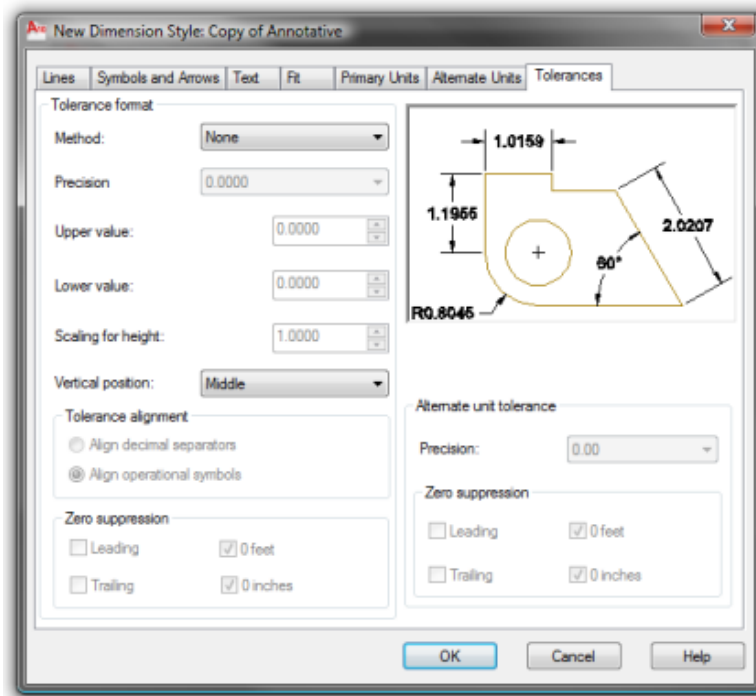 New Dimension Style: Copy of Annotative
Lines Symbols and Arrows Text Fit Primary Units Alternate Units Tolerances
Tolerance format
Method: None
Precision 0.0000
Upper value: 0.0000
Lower value: 0.0000
Scaling for height: 1.0000
Vertical position: Middle
Tolerance alignment
Align decimal separators
Align operational symbols
Zero suppression
Leading 0 feet
Trailing 0 inches
1.0159
1.1955
2.0207
60°
R0.8045
Alternate unit tolerance
Precision: 0.00
Zero suppression
Leading 0 feet
Trailing 0 inches
OK Cancel Help